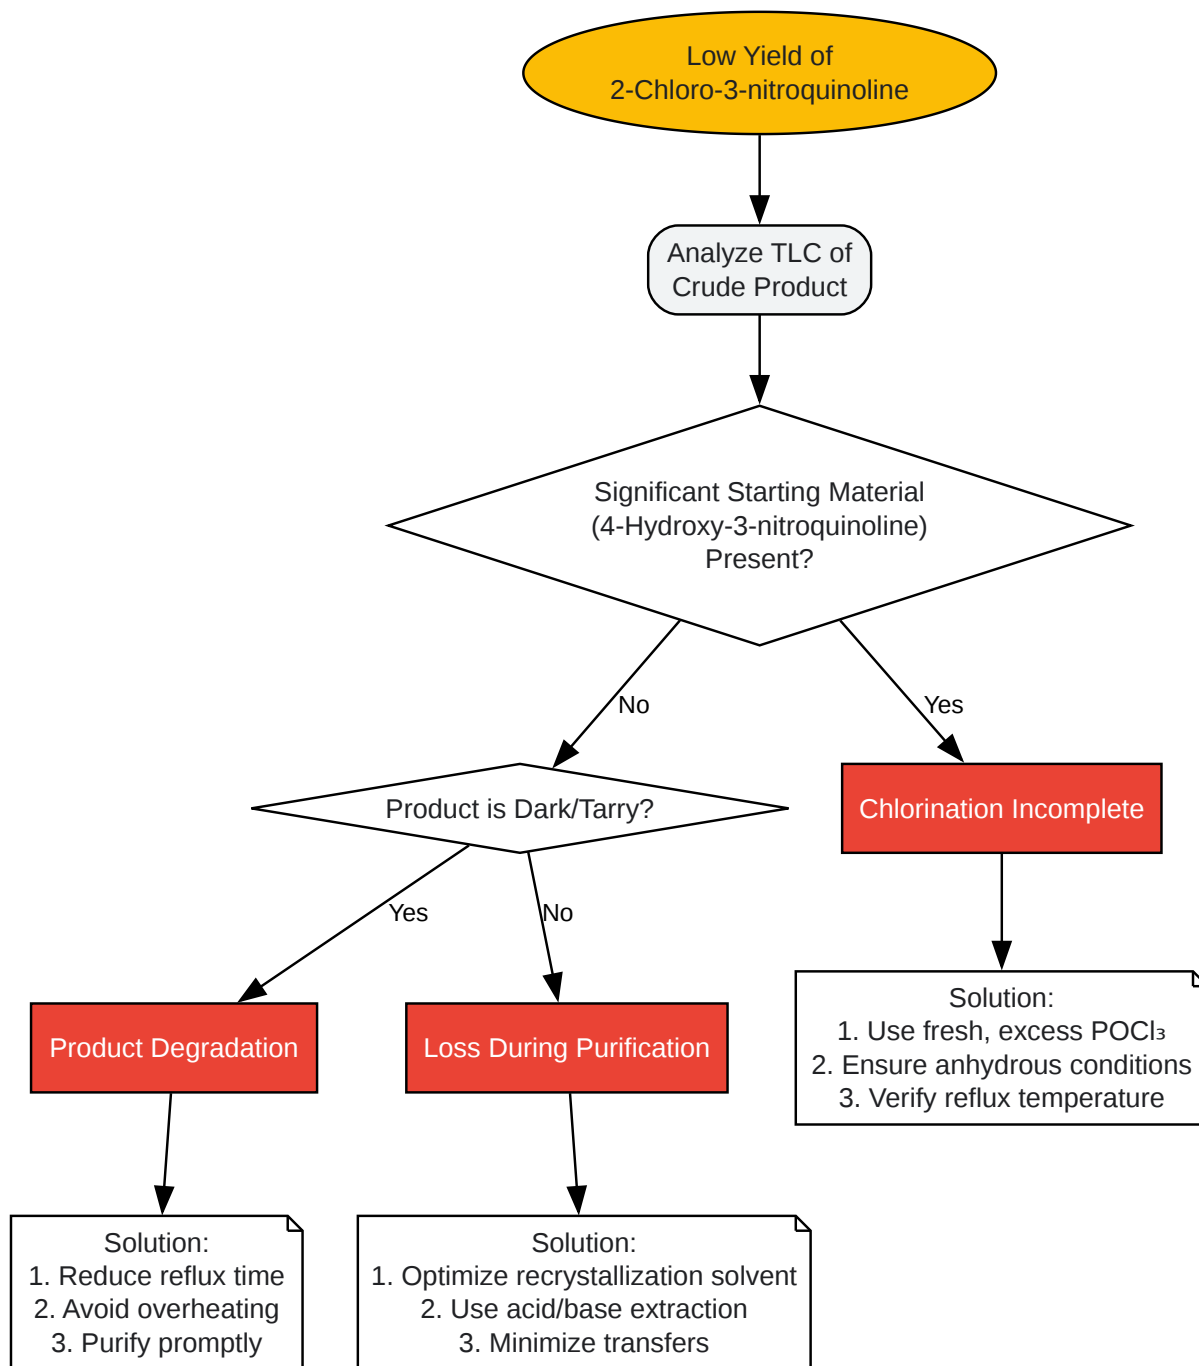 Low Yield of
2-Chloro-3-nitroquinoline
Analyze TLC of
Crude Product
Significant Starting Material
(4-Hydroxy-3-nitroquinoline)
Present?
No
Yes
Product is Dark/Tarry?
Chlorination Incomplete
Yes
No
Solution:
1. Use fresh, excess POCl₃
2. Ensure anhydrous conditions
3. Verify reflux temperature
Product Degradation
Loss During Purification
Solution:
1. Reduce reflux time
2. Avoid overheating
3. Purify promptly
Solution:
1. Optimize recrystallization solvent
2. Use acid/base extraction
3. Minimize transfers